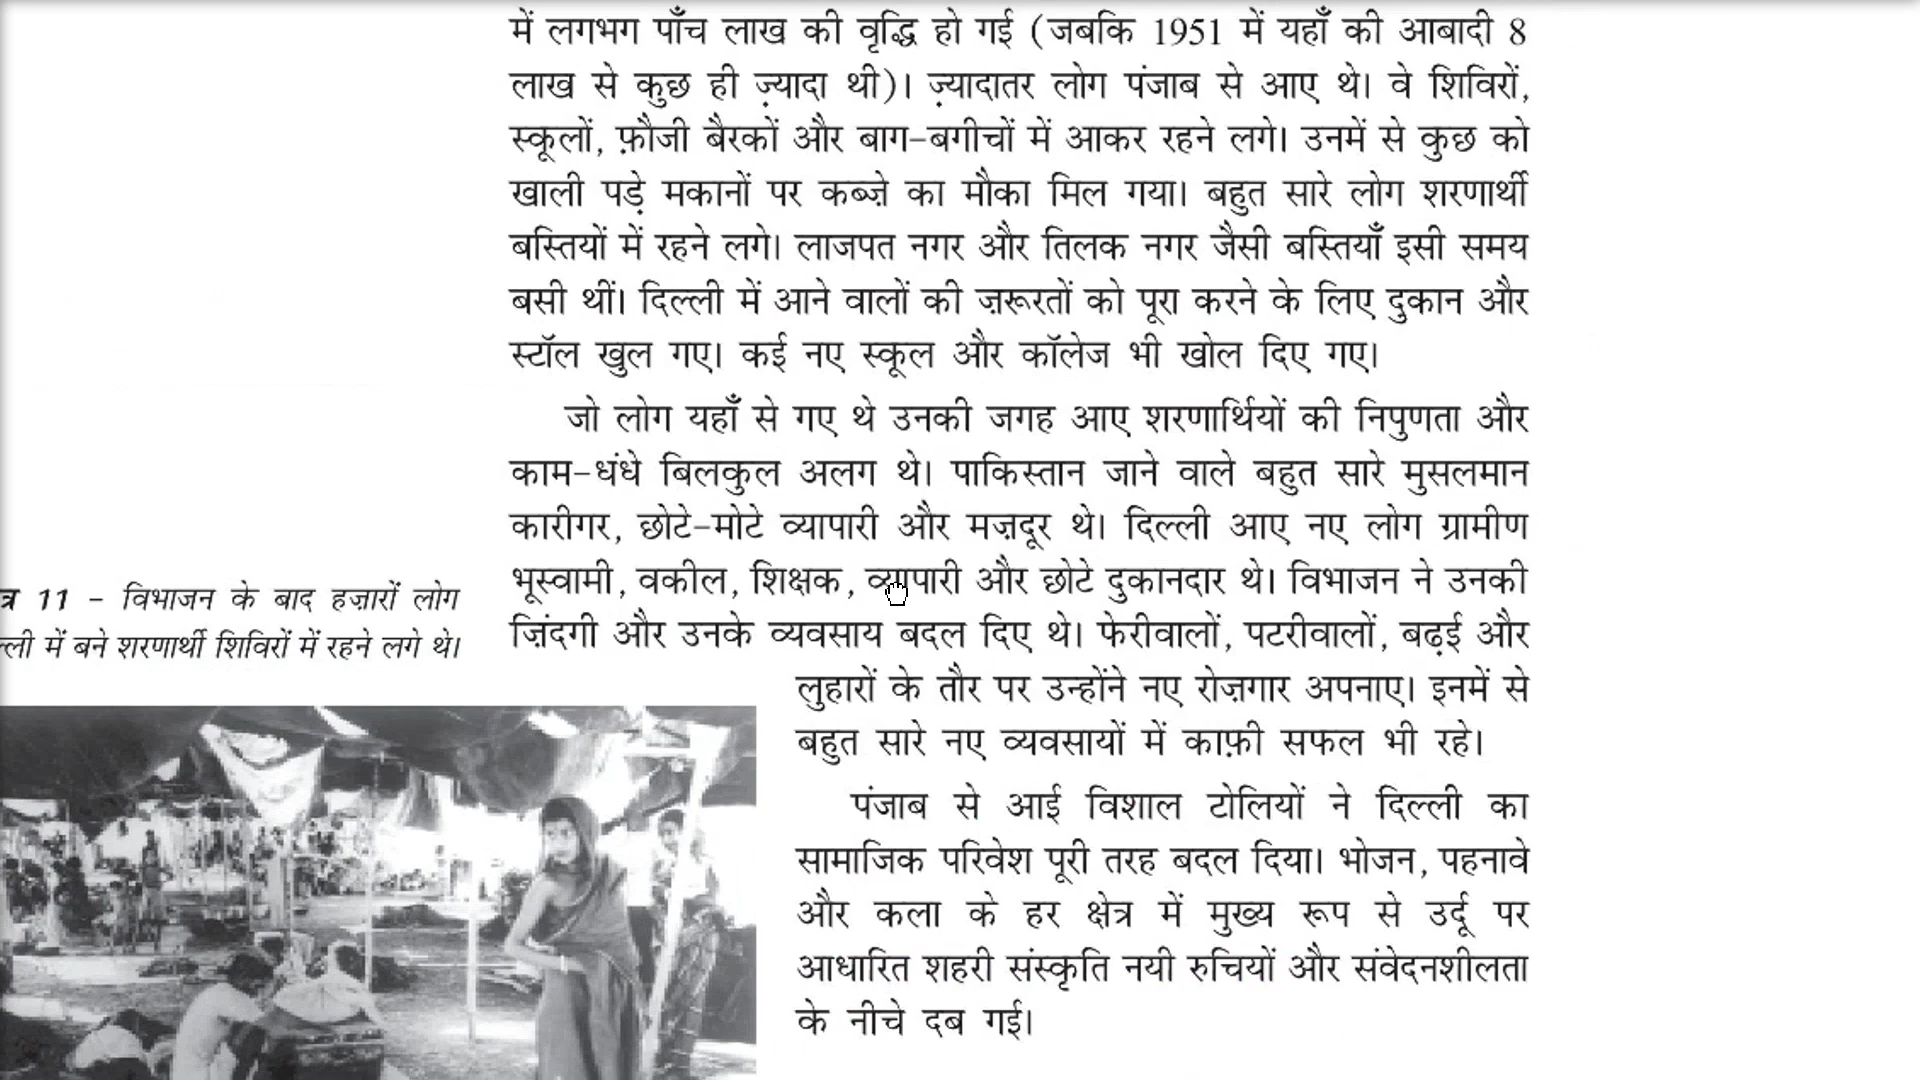 में लगभग पाँच लाख की वृद्धि हो गई (जबकि 1951 में यहाँ की आबादी 8
लाख से कुछ ही ज़्यादा थी)। ज़्यादातर लोग पंजाब से आए थे। वे शिविरों,
स्कूलों, फ़ौजी बैरकों और बाग-बगीचों में आकर रहने लगे। उनमें से कुछ को
खाली पड़े मकानों पर कब्ज़े का मौका मिल गया। बहुत सारे लोग शरणार्थी
बस्तियों में रहने लगे। लाजपत नगर और तिलक नगर जैसी बस्तियाँ इसी समय
बसी थीं। दिल्ली में आने वालों की ज़रूरतों को पूरा करने के लिए दुकान और
स्टॉल खुल गए। कई नए स्कूल और कॉलेज भी खोल दिए गए।
जो लोग यहाँ से गए थे उनकी जगह आए शरणार्थियों की निपुणता और
काम-धंधे बिलकुल अलग थे। पाकिस्तान जाने वाले बहुत सारे मुसलमान
कारीगर, छोटे-मोटे व्यापारी और मज़दूर थे। दिल्ली आए नए लोग ग्रामीण
भूस्वामी, वकील, शिक्षक, व्यापारी और छोटे दुकानदार थे। विभाजन ने उनकी
ज़िंदगी और उनके व्यवसाय बदल दिए थे। फेरीवालों, पटरीवालों, बढ़ई और
लुहारों के तौर पर उन्होंने नए रोज़गार अपनाए। इनमें से
बहुत सारे नए व्यवसायों में काफ़ी सफल भी रहे।
पंजाब से आई विशाल टोलियों ने दिल्ली का
सामाजिक परिवेश पूरी तरह बदल दिया। भोजन, पहनावे
और कला के हर क्षेत्र में मुख्य रूप से उर्दू पर
आधारित शहरी संस्कृति नयी रुचियों और संवेदनशीलता
के नीचे दब गई।
त्र 11 - विभाजन के बाद हज़ारों लोग
ल्ली में बने शरणार्थी शिविरों में रहने लगे थे।